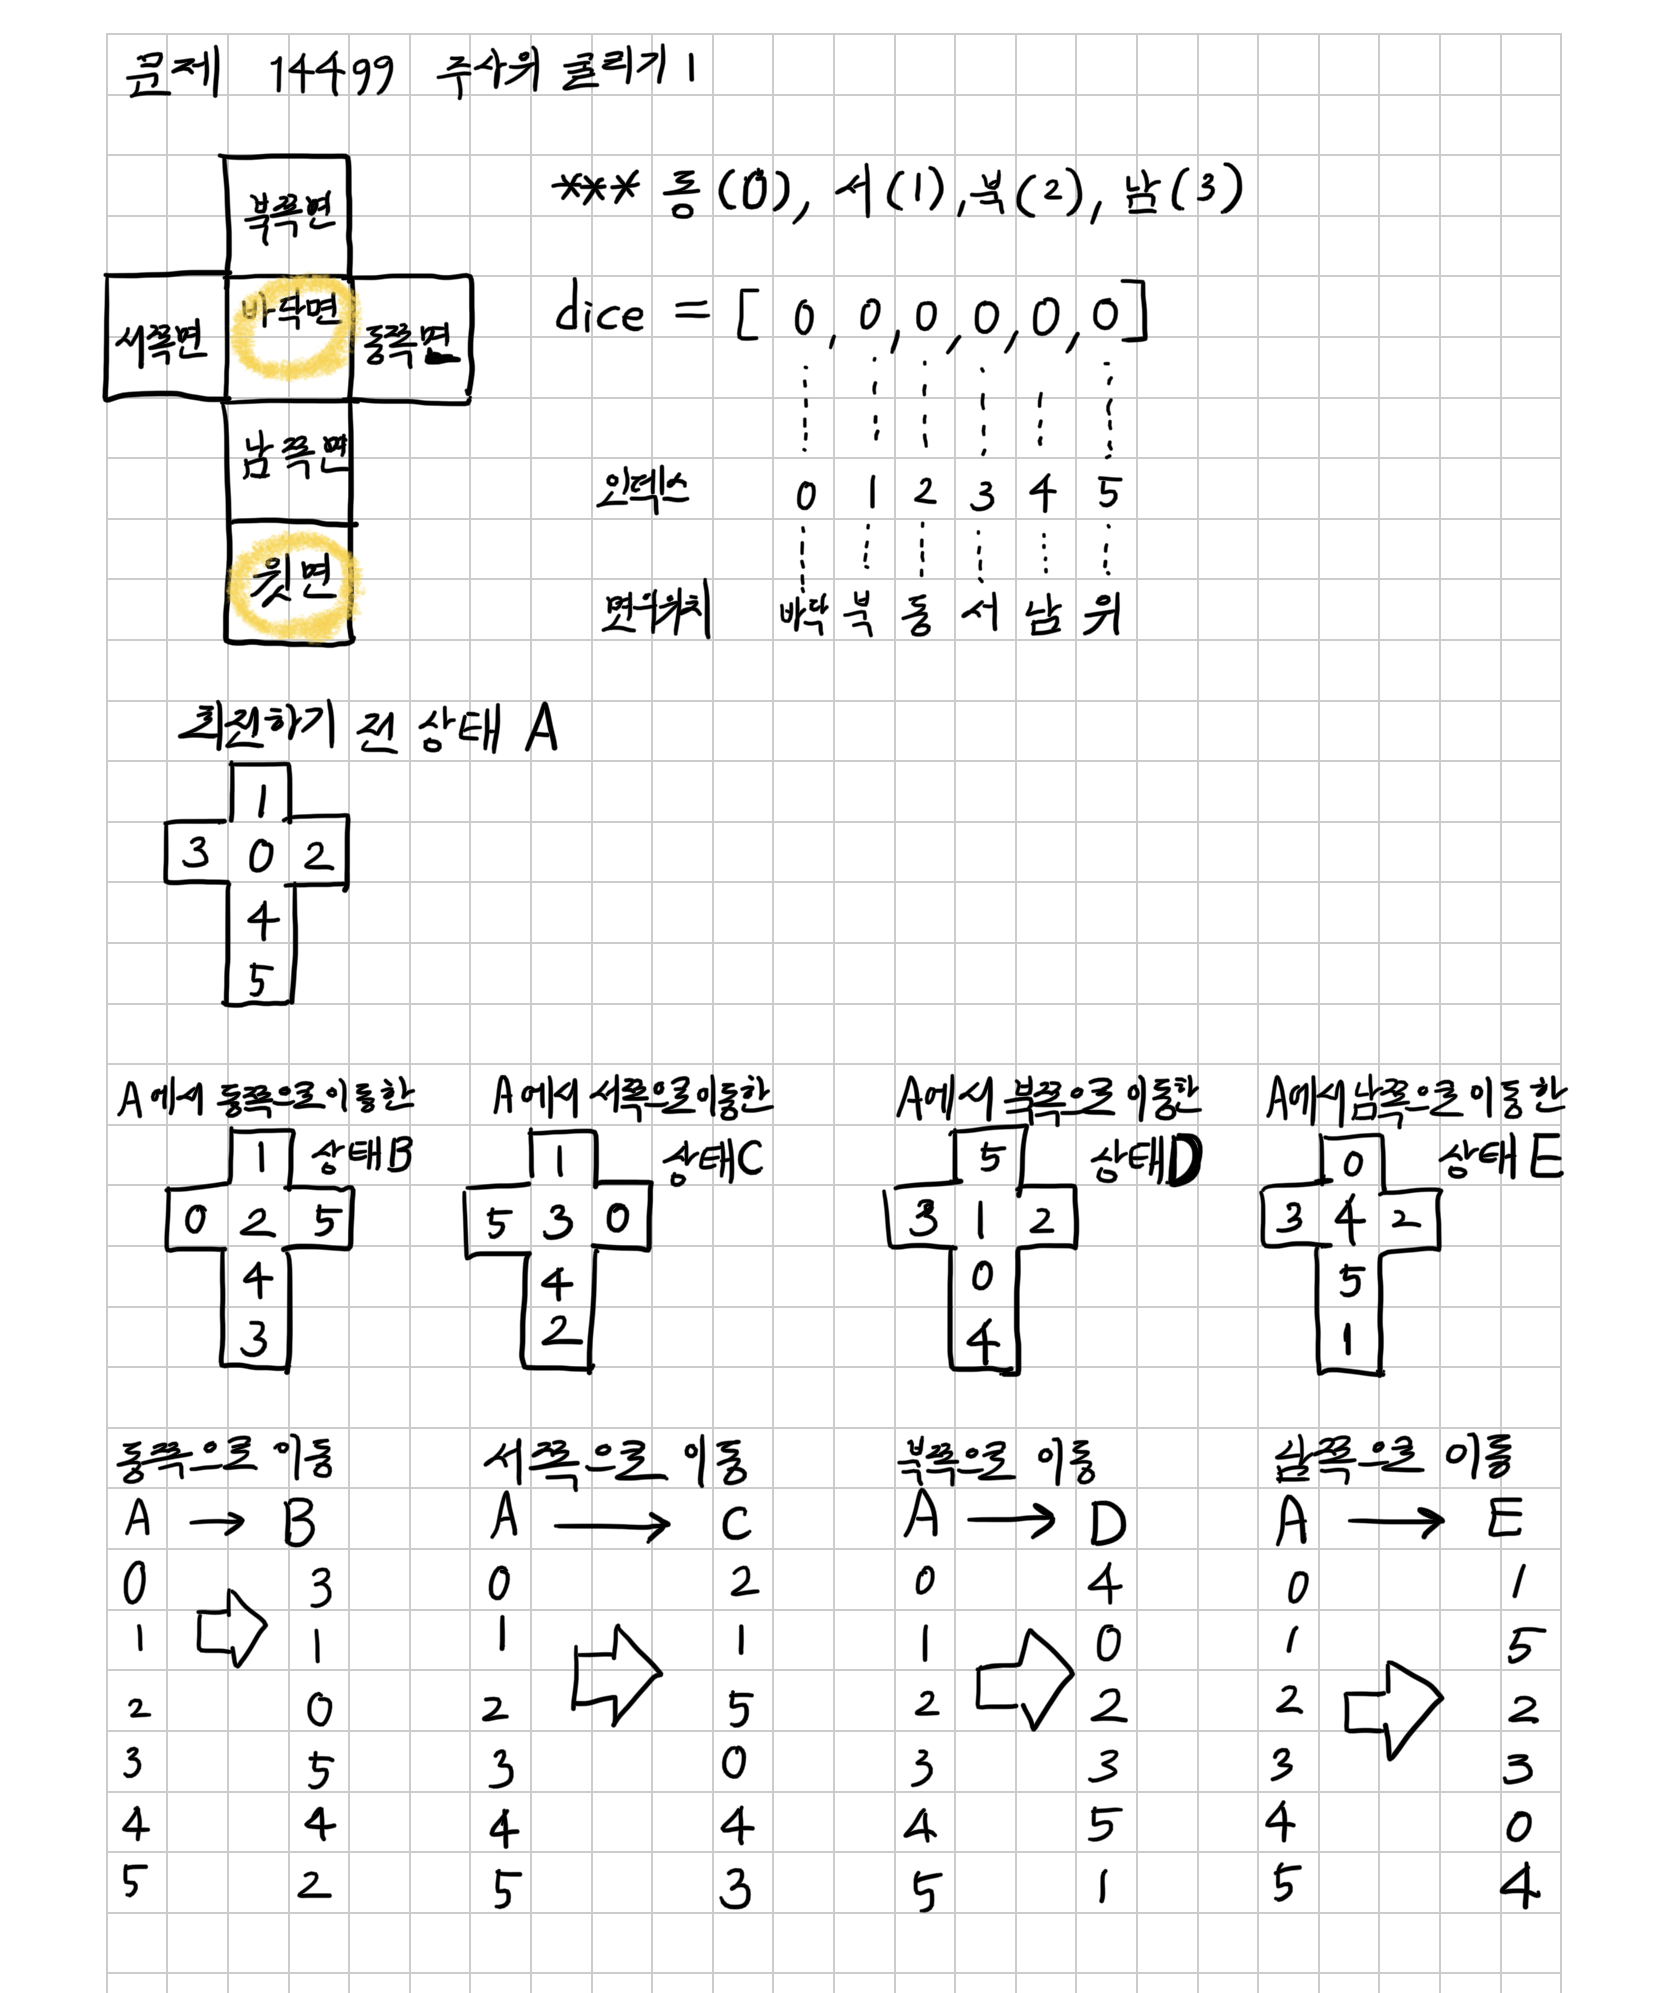 문제 14499 주사위 굴리기 1
북쪽면
*** 동(0), 서(1), 북(2), 남(3)
서쪽면 바닥면 동쪽면
dice = [ 0, 0, 0, 0, 0, 0 ]
남쪽면
인덱스 0 1 2 3 4 5
윗면
면의위치 바닥 북 동 서 남 위
회전하기 전 상태 A
1
3 0 2
4
5
A에서 동쪽으로 이동한
상태B
1
0 2 5
4
3
A에서 서쪽으로 이동한
상태C
1
5 3 0
4
2
A에서 북쪽으로 이동한
상태D
5
3 1 2
0
4
A에서 남쪽으로 이동한
상태E
0
3 4 2
5
1
동쪽으로 이동
A → B
0 3
1 1
2 0
3 5
4 4
5 2
서쪽으로 이동
A → C
0 2
1 1
2 5
3 0
4 4
5 3
북쪽으로 이동
A → D
0 4
1 0
2 2
3 3
4 5
5 1
남쪽으로 이동
A → E
0 1
1 5
2 2
3 3
4 0
5 4